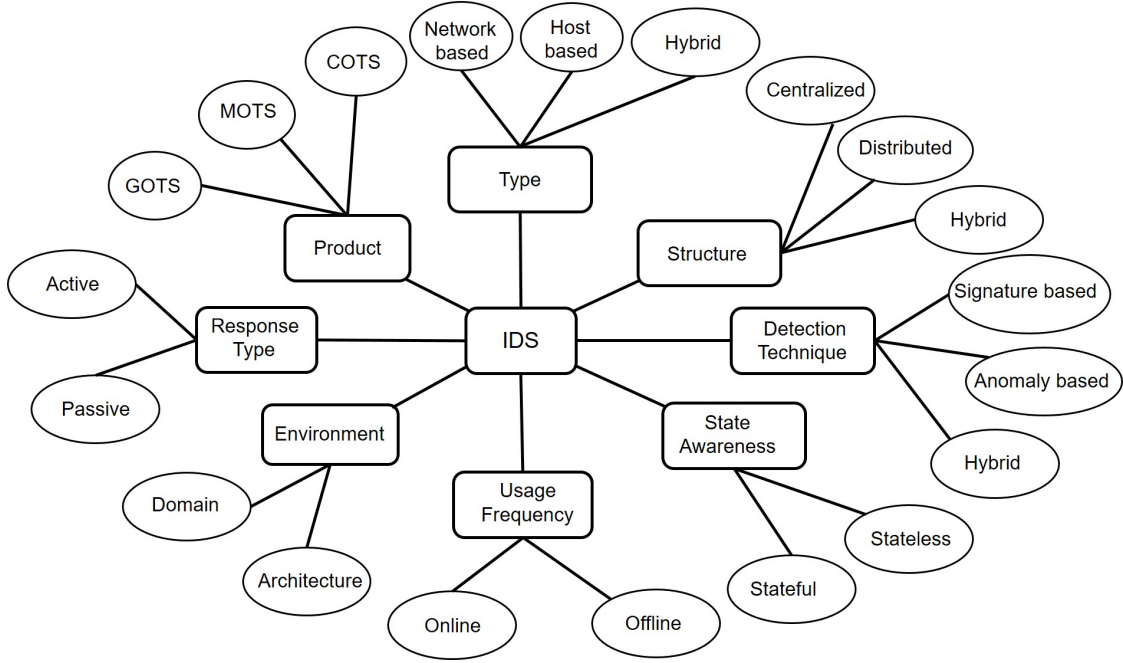 Network
based
Host
based
Hybrid
COTS
MOTS
GOTS
Centralized
Distributed
Hybrid
Type
Product
Structure
Active
Response
Type
IDS
Detection
Technique
Signature based
Anomaly based
Hybrid
Passive
Environment
State
Awareness
Domain
Usage
Frequency
Architecture
Stateless
Stateful
Online
Offline